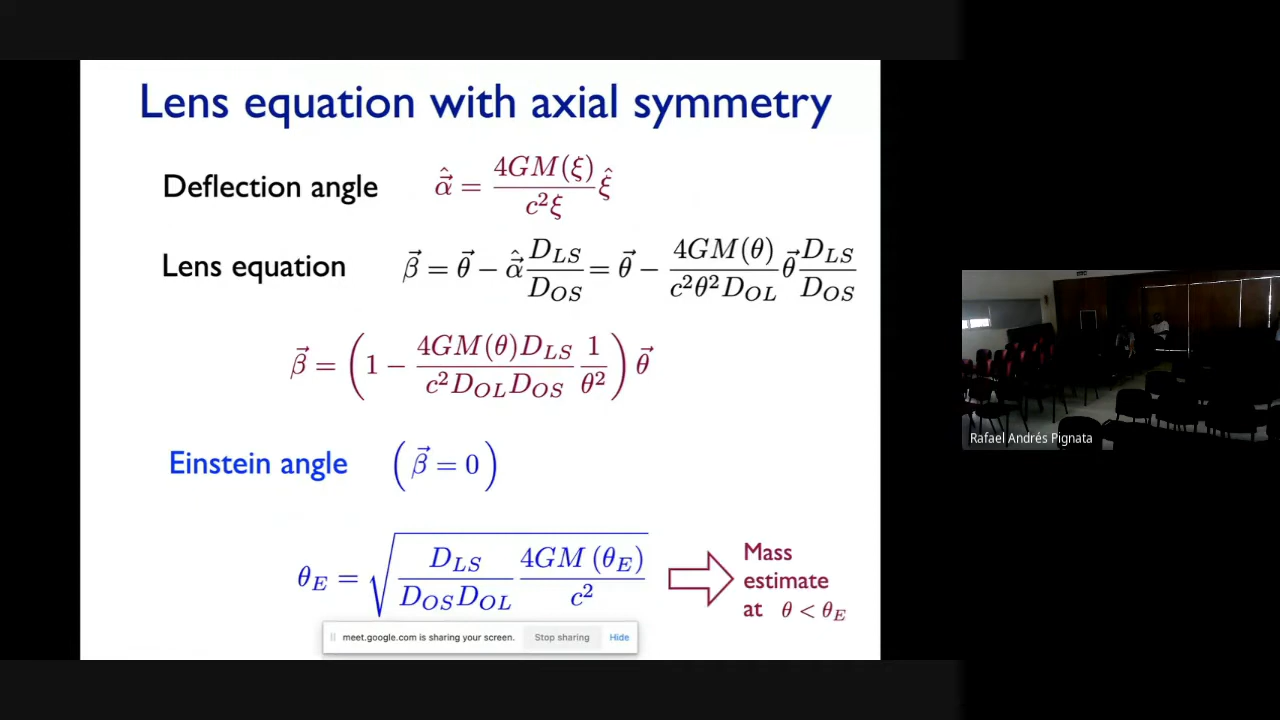 Lens equation with axial symmetry
Deflection angle $\hat{\vec{\alpha}} = \frac{4GM(\xi)}{c^2\xi}\hat{\xi}$
Lens equation $\vec{\beta} = \vec{\theta} - \hat{\vec{\alpha}}\frac{D_{LS}}{D_{OS}} = \vec{\theta} - \frac{4GM(\theta)}{c^2\theta^2 D_{OL}}\vec{\theta}\frac{D_{LS}}{D_{OS}}$
$\vec{\beta} = \left(1 - \frac{4GM(\theta)D_{LS}}{c^2 D_{OL}D_{OS}}\frac{1}{\theta^2}\right)\vec{\theta}$
Einstein angle $\left(\vec{\beta} = 0\right)$
$\theta_E = \sqrt{\frac{D_{LS}}{D_{OS}D_{OL}}\frac{4GM(\theta_E)}{c^2}}$
Mass
estimate
at $\theta < \theta_E$
meet.google.com is sharing your screen. Stop sharing Hide
Rafael Andrés Pignata